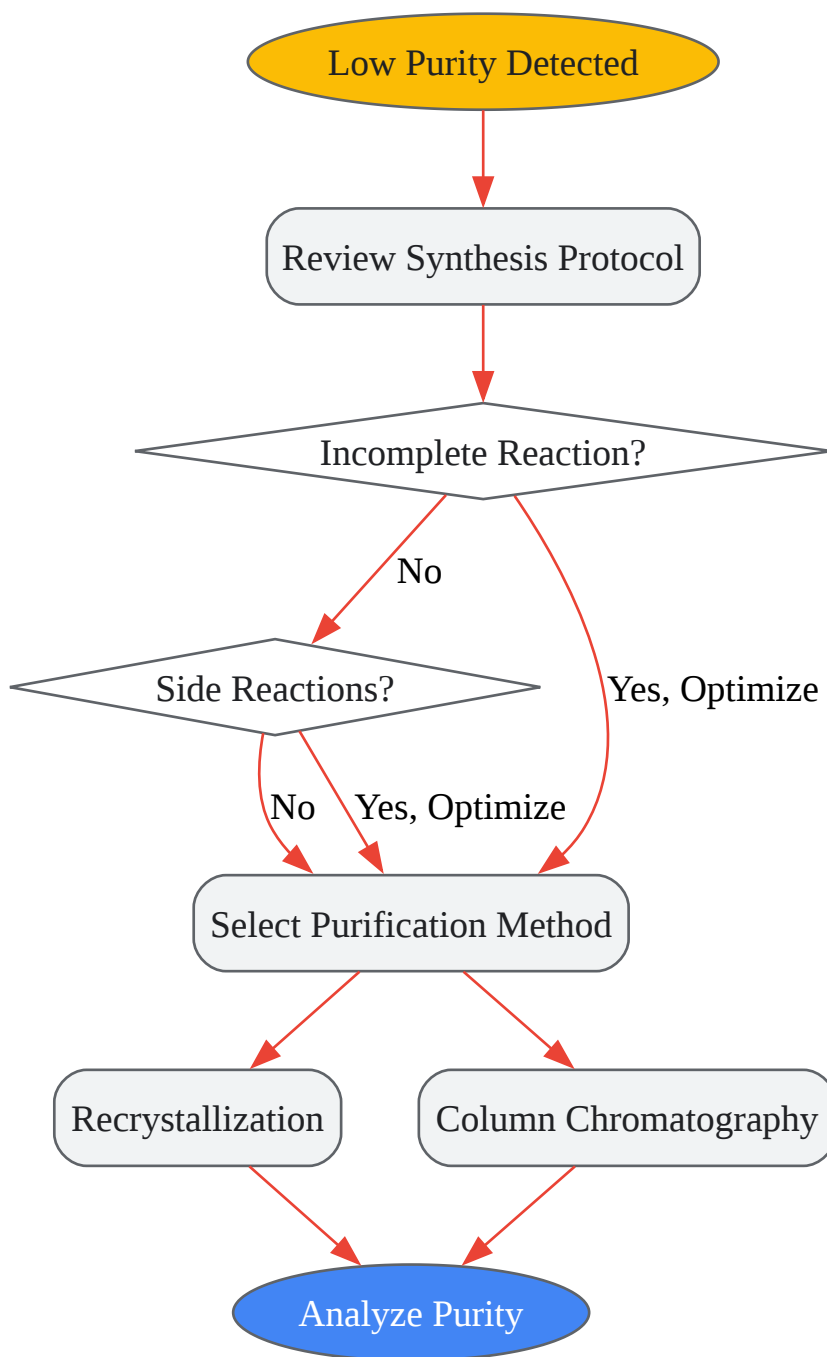 Low Purity Detected
Review Synthesis Protocol
Incomplete Reaction?
No
Side Reactions?
Yes, Optimize
No
Yes, Optimize
Select Purification Method
Recrystallization
Column Chromatography
Analyze Purity